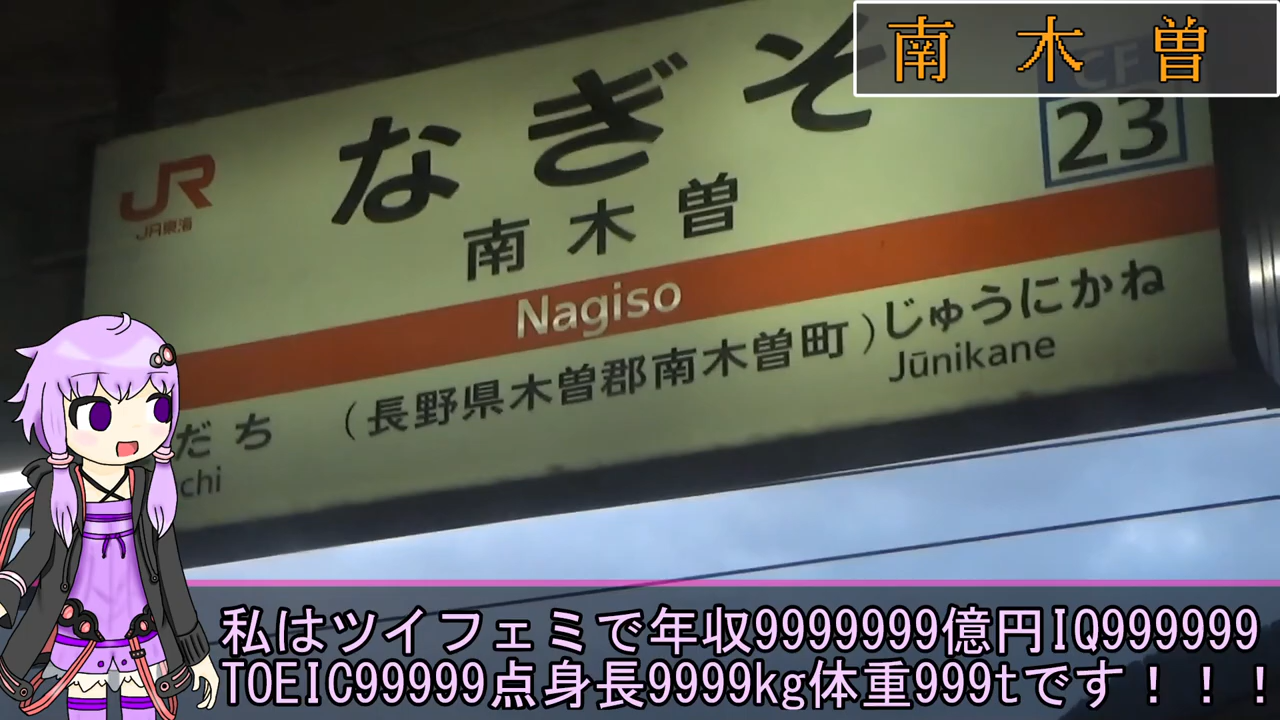 南木曽
CF
23
JR
JR東海
なぎそ
南木曽
Nagiso
だち
chi
(長野県木曽郡南木曽町)
じゅうにかね
Jūnikane
私はツイフェミで年収9999999億円IQ999999
TOEIC99999点身長9999kg体重999tです!!!